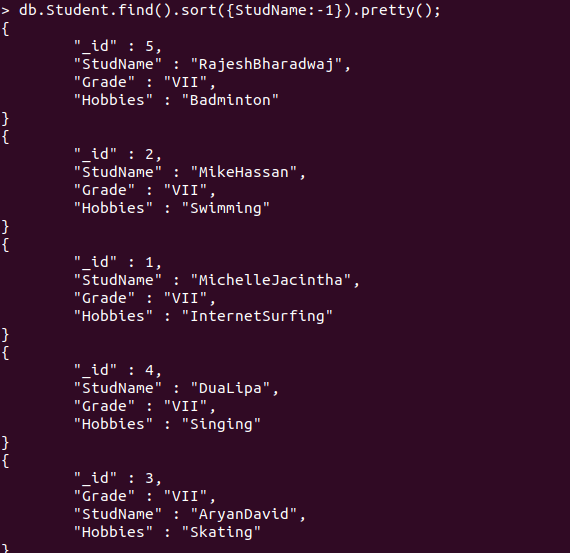 > db.Student.find().sort({StudName:-1}).pretty();
{
        "_id" : 5,
        "StudName" : "RajeshBharadwaj",
        "Grade" : "VII",
        "Hobbies" : "Badminton"
}
{
        "_id" : 2,
        "StudName" : "MikeHassan",
        "Grade" : "VII",
        "Hobbies" : "Swimming"
}
{
        "_id" : 1,
        "StudName" : "MichelleJacintha",
        "Grade" : "VII",
        "Hobbies" : "InternetSurfing"
}
{
        "_id" : 4,
        "StudName" : "DuaLipa",
        "Grade" : "VII",
        "Hobbies" : "Singing"
}
{
        "_id" : 3,
        "Grade" : "VII",
        "StudName" : "AryanDavid",
        "Hobbies" : "Skating"
}